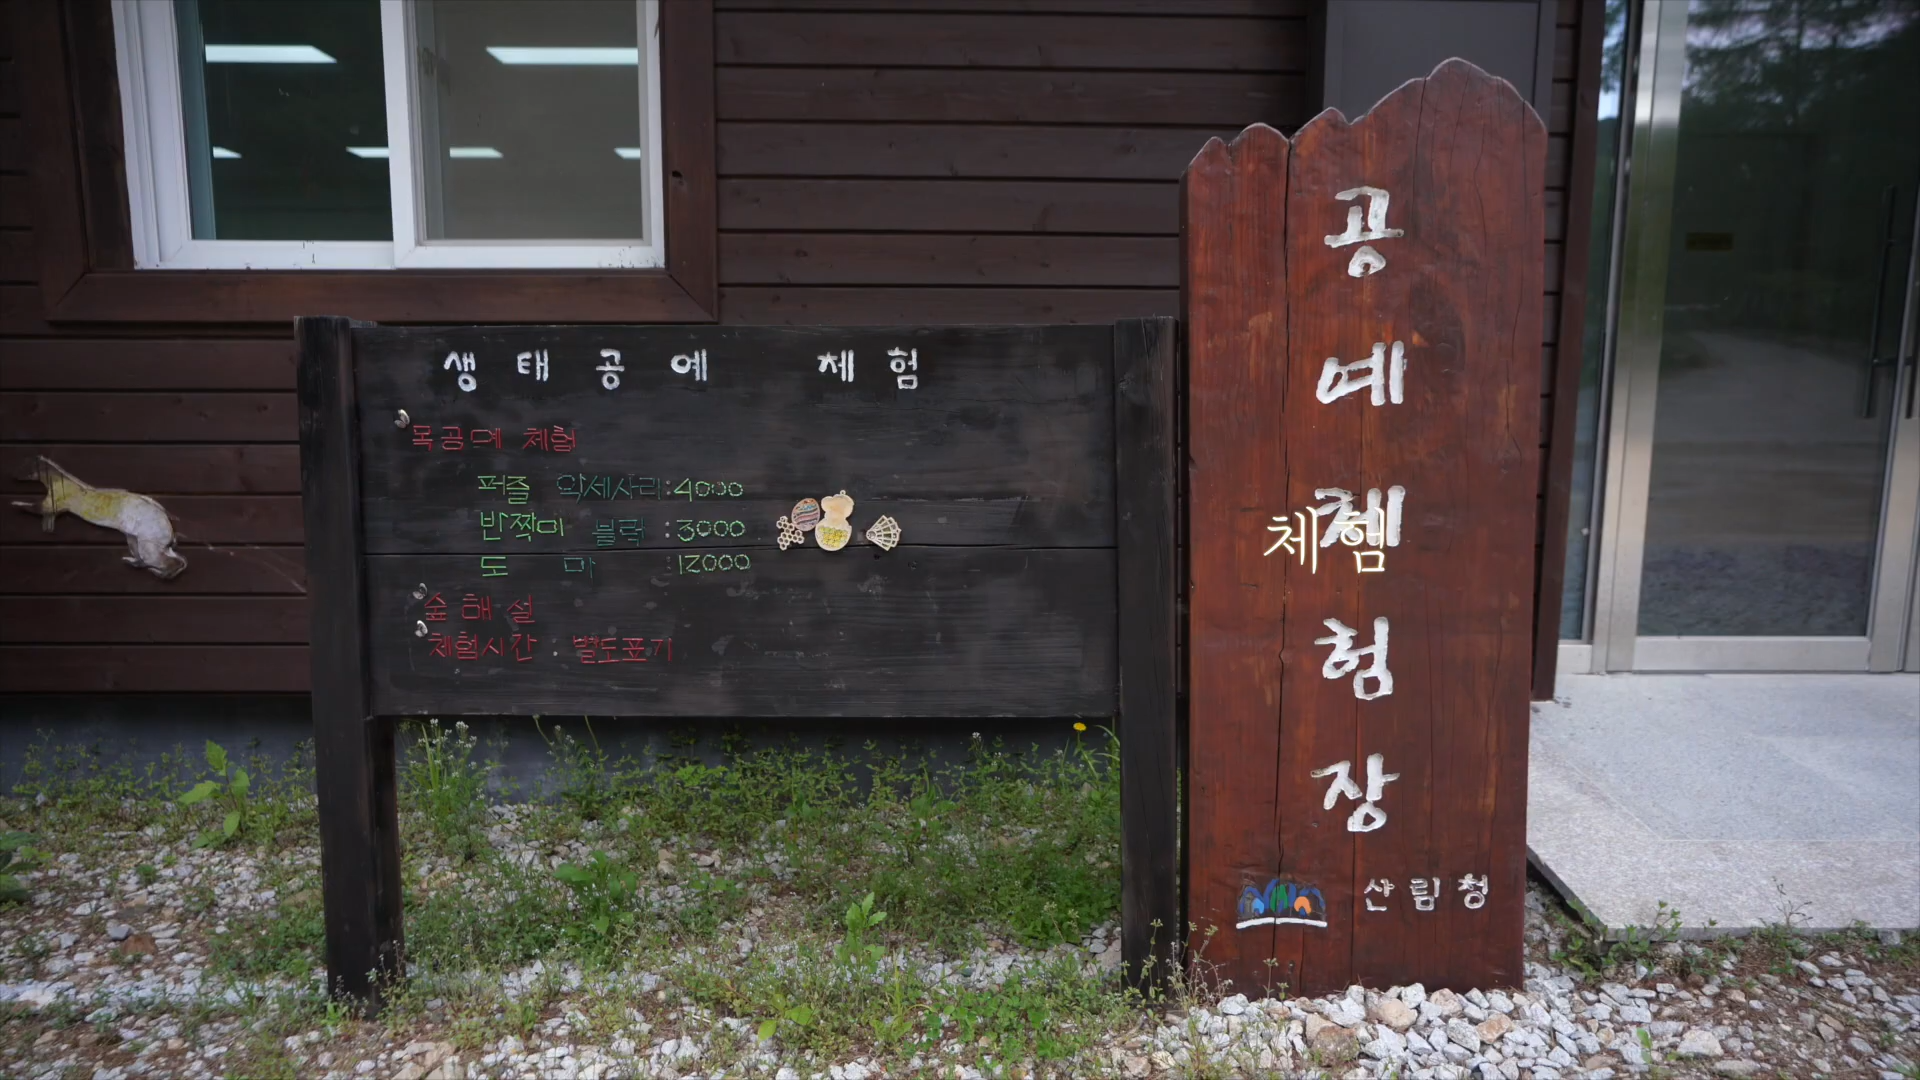 생태공예 체험
목공예 체험
퍼즐 악세사리:4000
반짝이 블럭 :3000
도 마 :12000
숲해설
체험시간 : 별도표기
공
예
체
험
장
체험
산림청